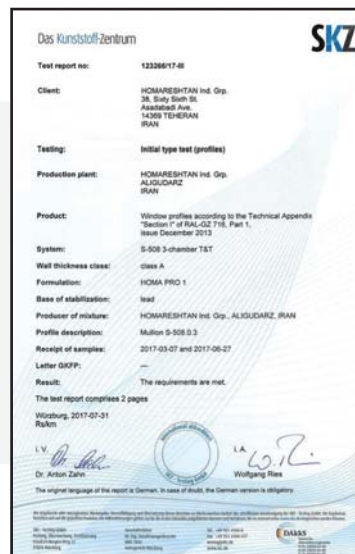 Das Kunststoff-Zentrum
SKZ
Test report no: 123266/17-III
Client: HOMARESHTAN Ind. Grp.
38, Sixty Sixth St.
Asadabadi Ave.
14369 TEHERAN
IRAN
Testing: Initial type test (profiles)
Production plant: HOMARESHTAN Ind. Grp.
ALIGUDARZ
IRAN
Product: Window profiles according to the Technical Appendix
"Section I" of RAL-GZ 716, Part 1,
issue December 2013
System: S-508 3-chamber T&T
Wall thickness class: class A
Formulation: HOMA PRO 1
Base of stabilization: lead
Producer of mixture: HOMARESHTAN Ind. Grp., ALIGUDARZ, IRAN
Profile description: Mullion S-508.0.3
Receipt of samples: 2017-03-07 and 2017-06-27
Letter GKFP: ---
Result: The requirements are met.
The test report comprises 2 pages
Würzburg, 2017-07-31
Rs/km
I. V.
I.A.
Dr. Anton Zahn
Wolfgang Ries
The original language of the report is German. In case of doubt, the German version is obligatory.
DAkkS